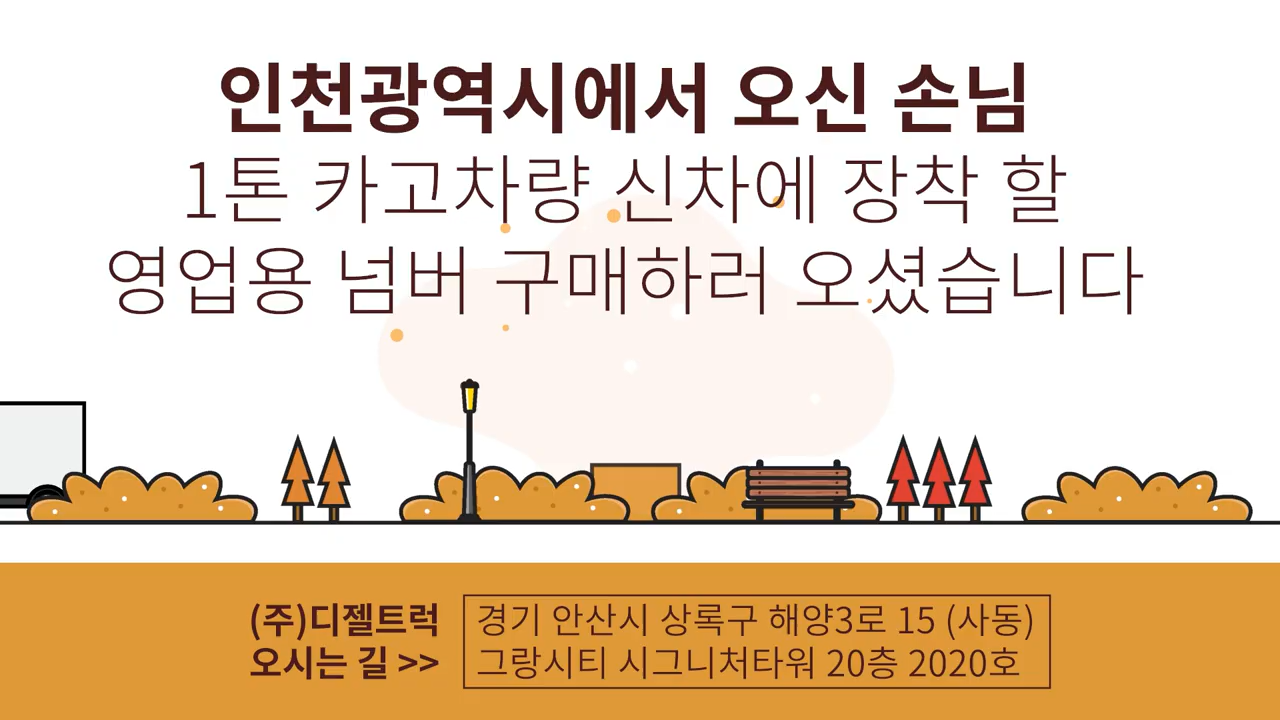 인천광역시에서 오신 손님
1톤 카고차량 신차에 장착 할
영업용 넘버 구매하러 오셨습니다
(주)디젤트럭
오시는 길 >>
경기 안산시 상록구 해양3로 15 (사동)
그랑시티 시그니처타워 20층 2020호